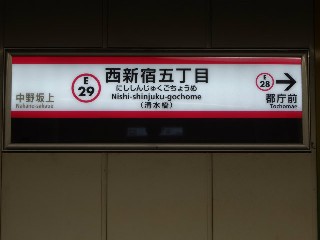 E
29
西新宿五丁目
にししんじゅくごちょうめ
Nishi-shinjuku-gochome
(清水橋)
中野坂上
Nakano-sakaue
E
28
都庁前
Tochomae